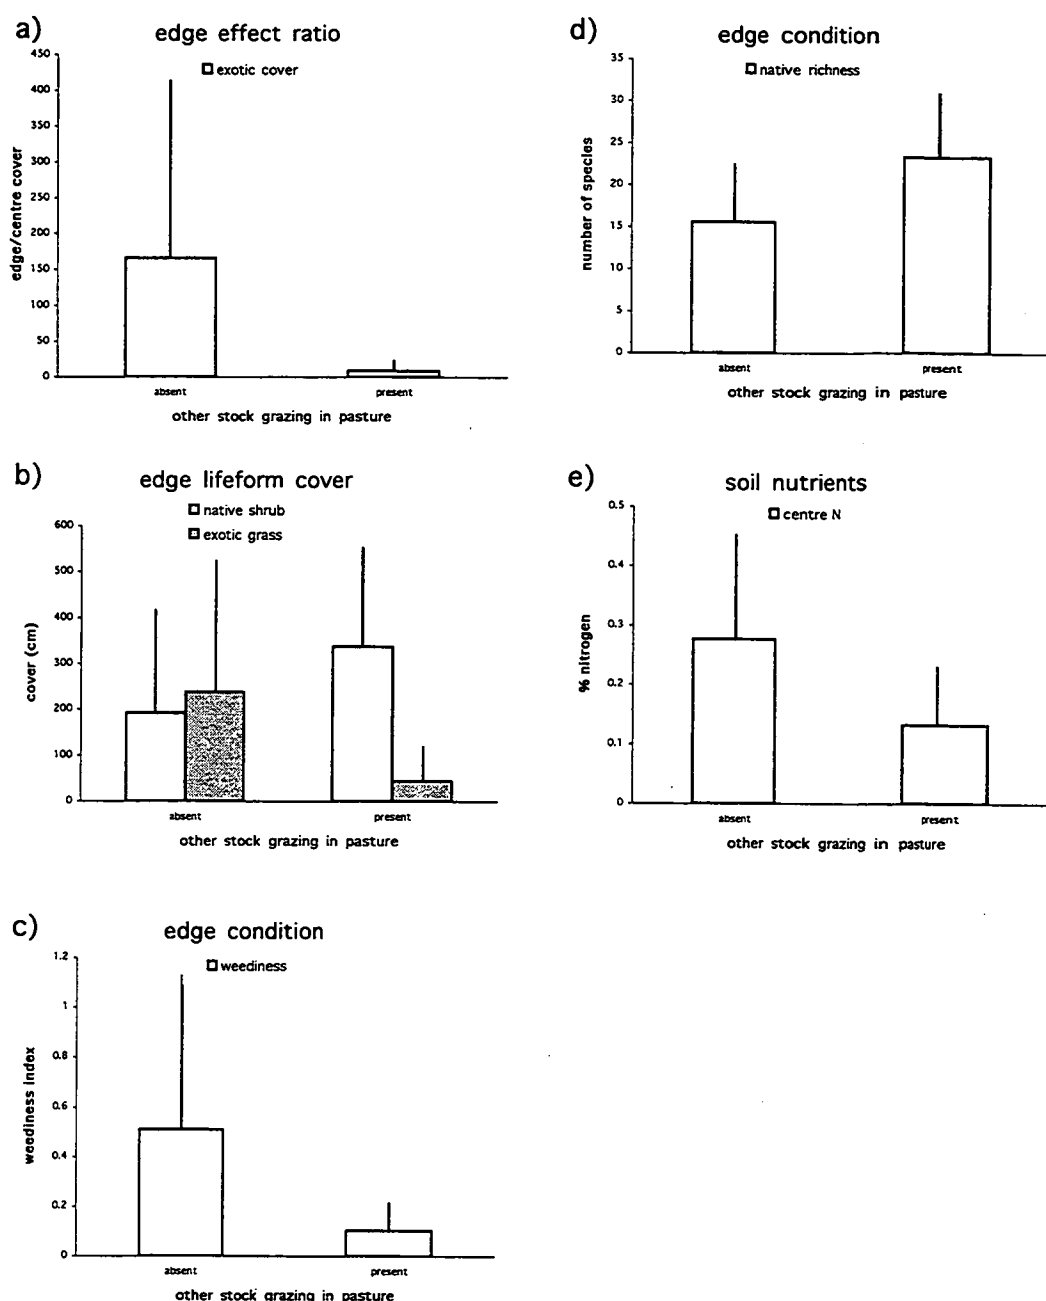 a)
edge effect ratio
exotic cover
450
400
350
300
250
200
150
100
50
0
edge/centre cover
absent present
other stock grazing in pasture
b)
edge lifeform cover
native shrub
exotic grass
600
500
400
300
200
100
0
cover (cm)
absent present
other stock grazing in pasture
c)
edge condition
weediness
1.2
1
0.8
0.6
0.4
0.2
0
weediness index
absent present
other stock grazing in pasture
d)
edge condition
native richness
35
30
25
20
15
10
5
0
number of species
absent present
other stock grazing in pasture
e)
soil nutrients
centre N
0.5
0.4
0.3
0.2
0.1
0
% nitrogen
absent present
other stock grazing in pasture